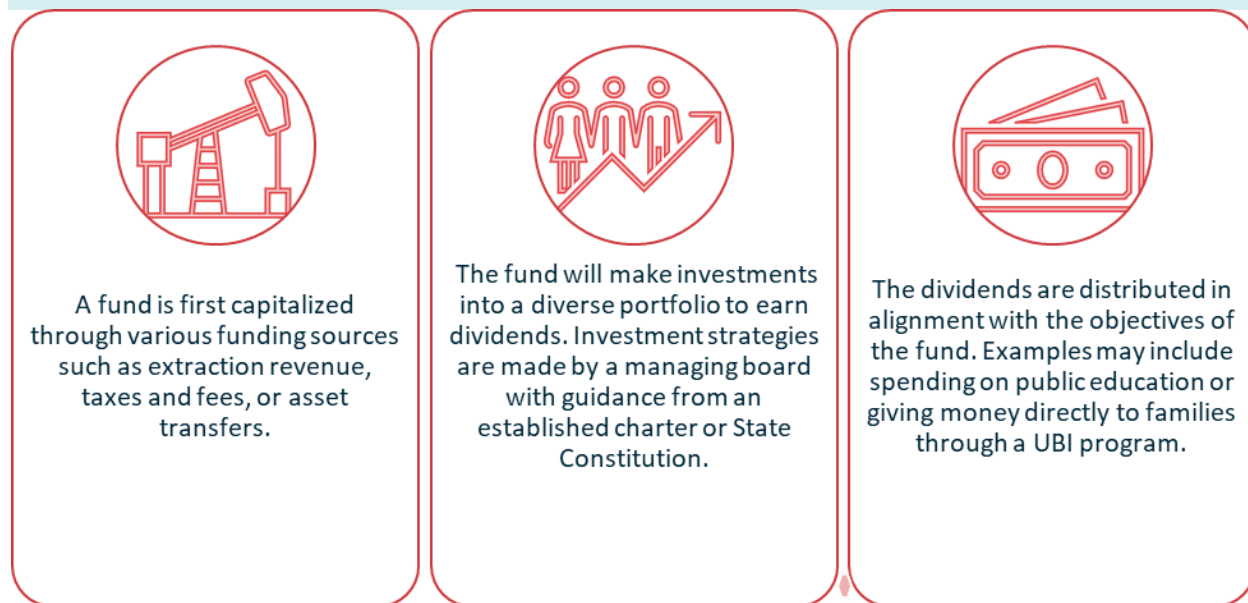 A fund is first capitalized
through various funding sources
such as extraction revenue,
taxes and fees, or asset
transfers.
The fund will make investments
into a diverse portfolio to earn
dividends. Investment strategies
are made by a managing board
with guidance from an
established charter or State
Constitution.
The dividends are distributed in
alignment with the objectives of
the fund. Examples may include
spending on public education or
giving money directly to families
through a UBI program.